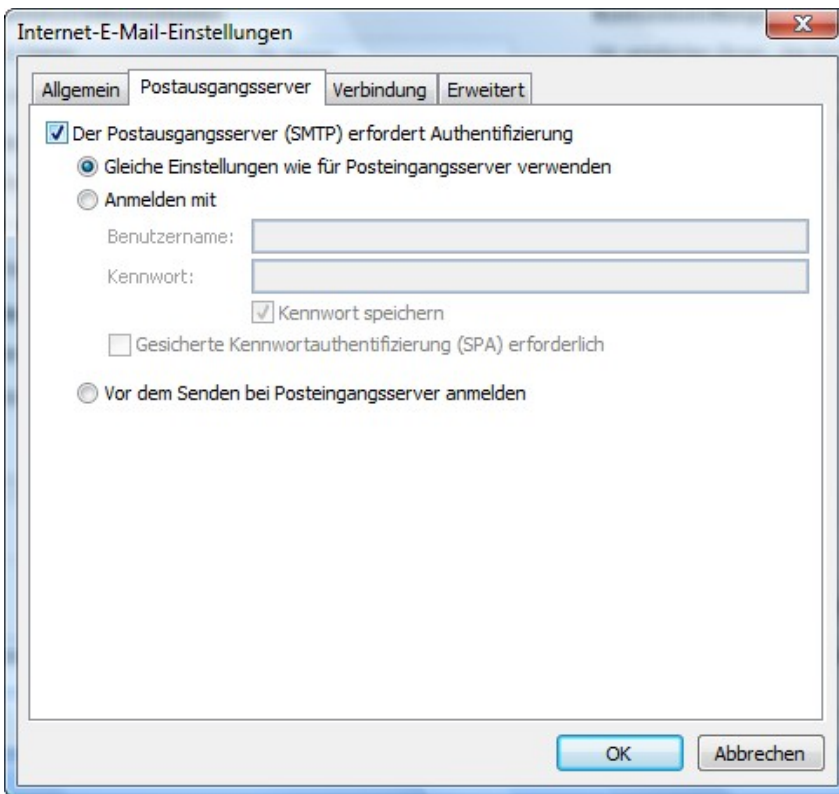 Internet-E-Mail-Einstellungen
Allgemein Postausgangsserver Verbindung Erweitert
Der Postausgangsserver (SMTP) erfordert Authentifizierung
Gleiche Einstellungen wie für Posteingangsserver verwenden
Anmelden mit
Benutzername:
Kennwort:
Kennwort speichern
Gesicherte Kennwortauthentifizierung (SPA) erforderlich
Vor dem Senden bei Posteingangsserver anmelden
OK Abbrechen